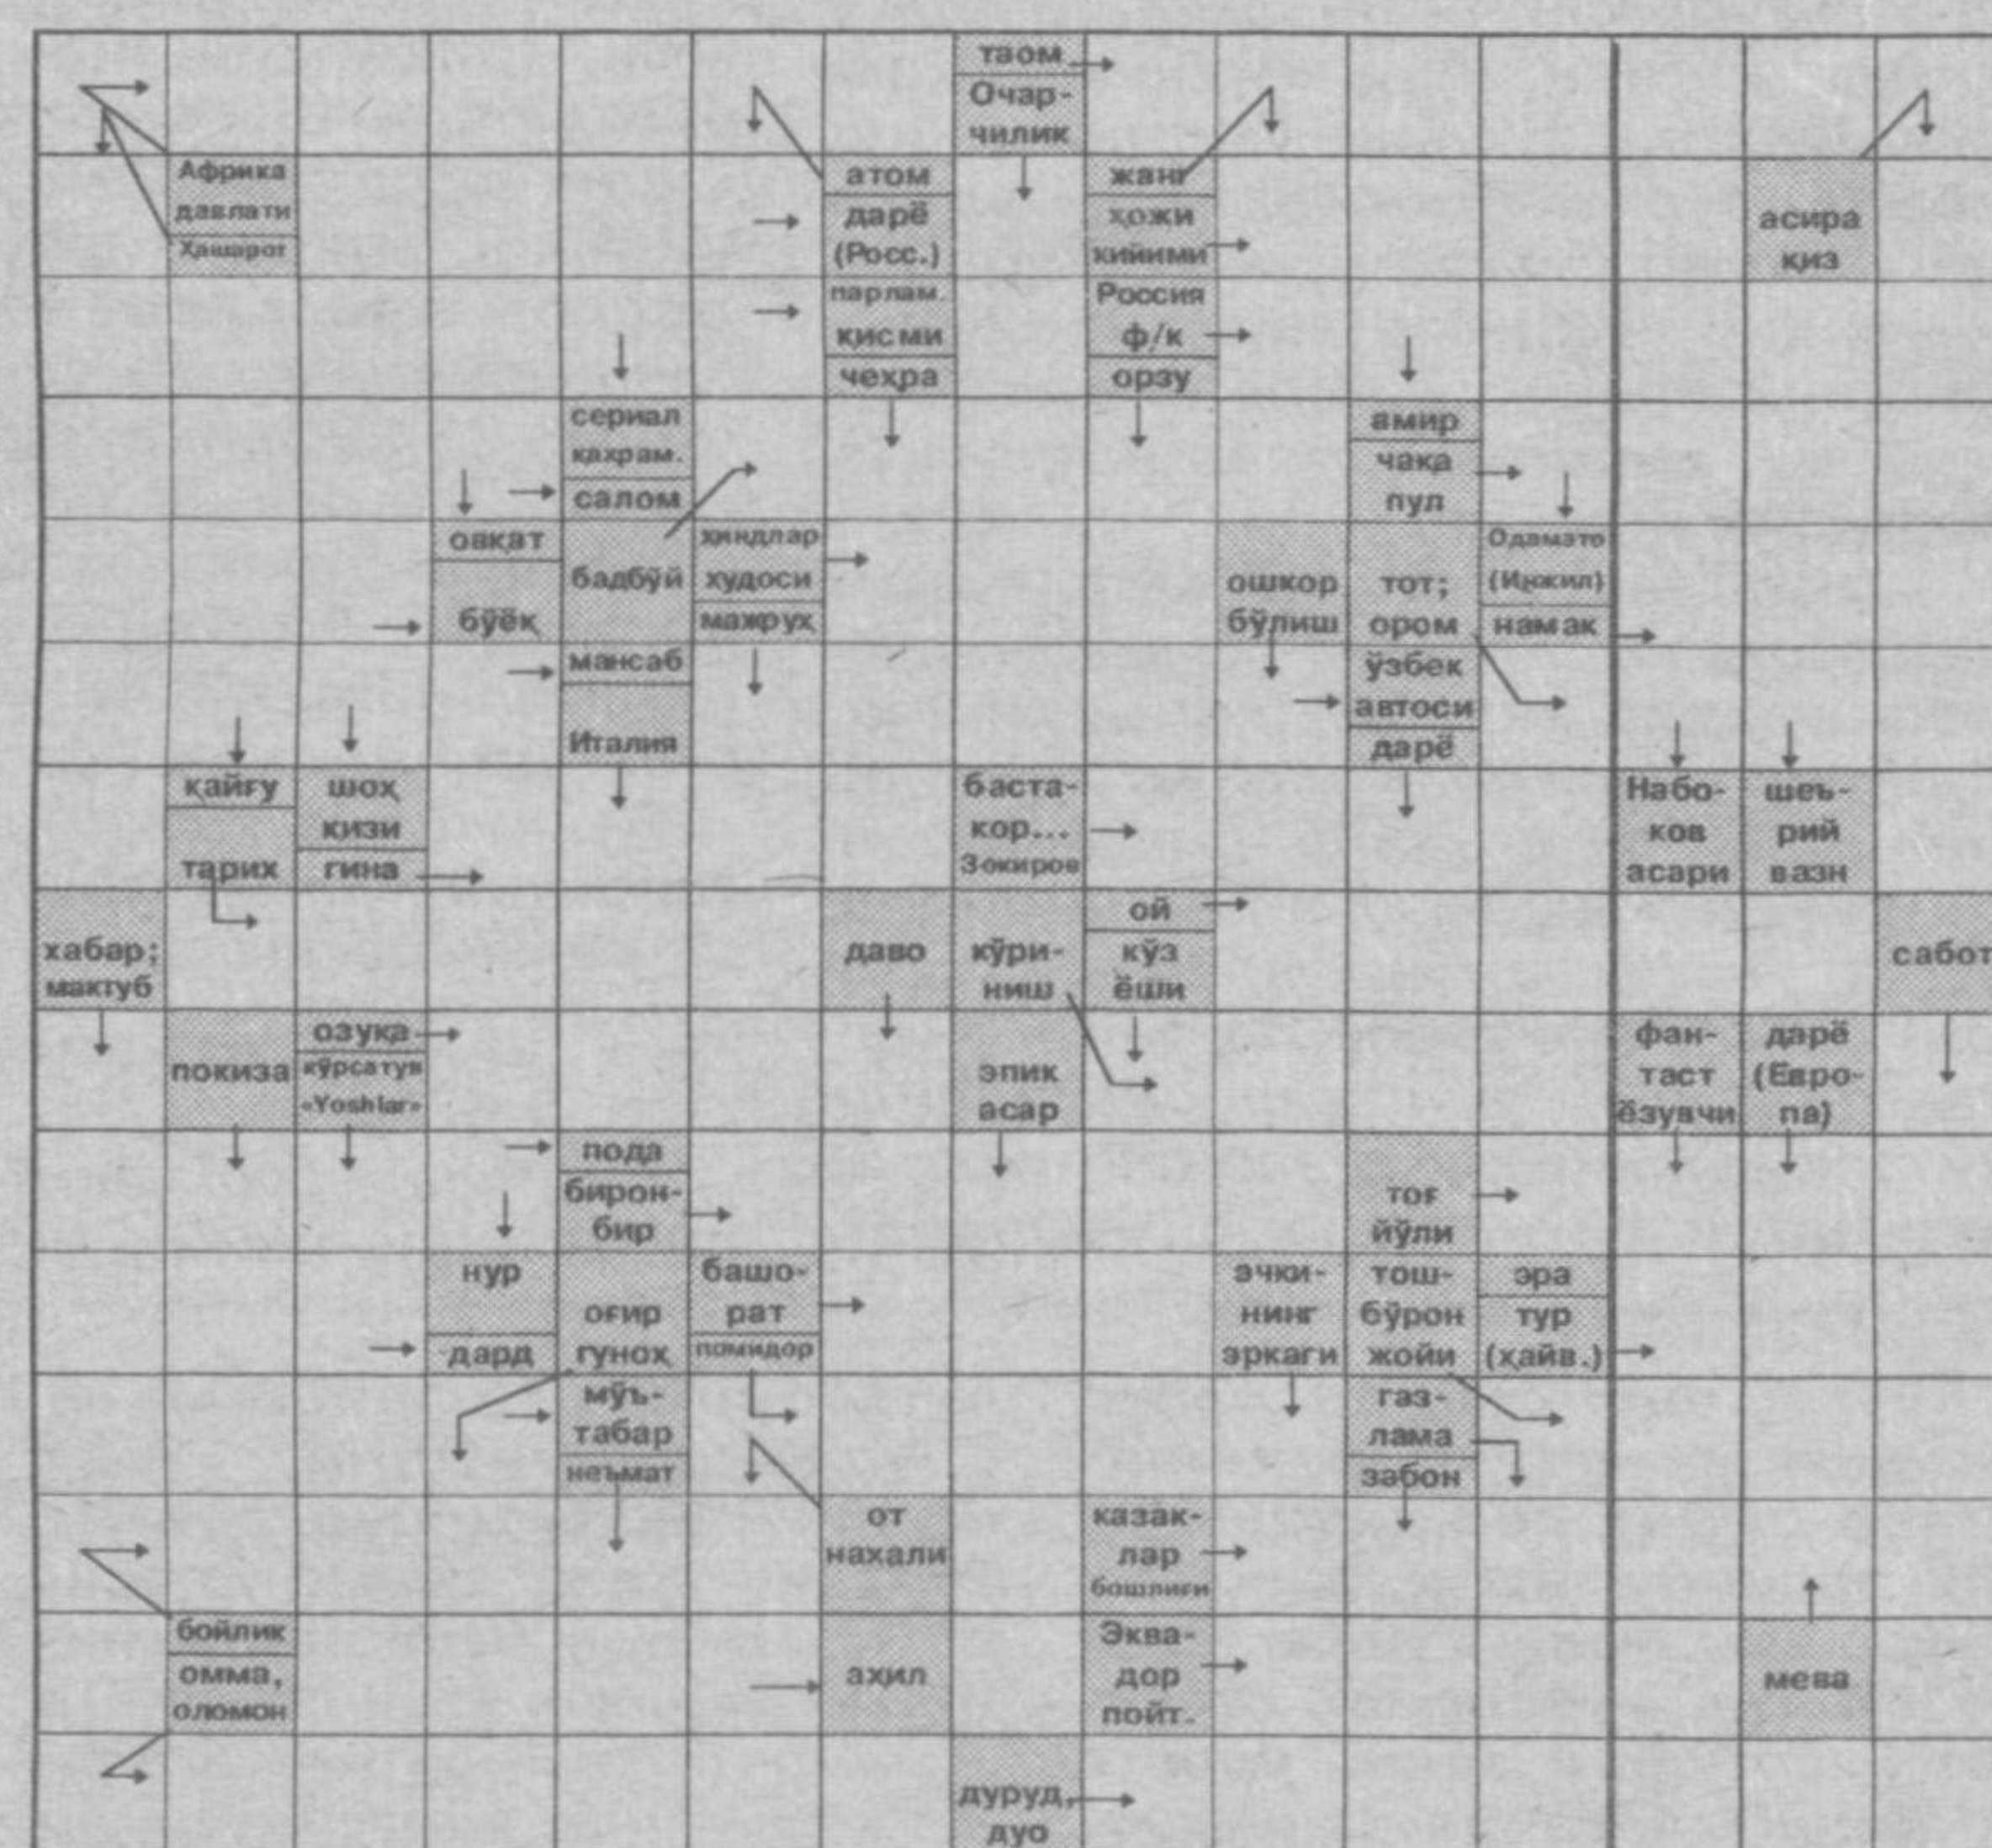 таом
Очар-
чилик
Африка
давлати
Ҳашарот
атом
дарё
(Росс.)
жанг
ҳожи
кийими
асира
қиз
парлам.
қисми
чеҳра
Россия
ф/к
орзу
сериал
қаҳрам.
салом
амир
чақа
пул
овқат
бўёқ
бадбўй
ҳиндлар
худоси
мажруҳ
ошкор
бўлиш
тот;
ором
Одамато
(Инжил)
намак
мансаб
Италия
ўзбек
автоси
дарё
қайғу
тарих
шоҳ
қизи
гина
баста-
кор...
Зокиров
Набо-
ков
асари
шеъ-
рий
вазн
хабар;
мактуб
даво
кўри-
ниш
ой
кўз
ёши
сабот
покиза
озуқа
кўрсатув
«Yoshlar»
эпик
асар
фан-
таст
ёзувчи
дарё
(Евро-
па)
пода
бирон-
бир
тоғ
йўли
нур
дард
оғир
гуноҳ
башо-
рат
помидор
эчки-
нинг
эркаги
тош-
бўрон
жойи
эра
тур
(ҳайв.)
мўъ-
табар
неъмат
газ-
лама
забон
от
нахали
казак-
лар
бошлиғи
бойлик
омма,
оломон
аҳил
Эква-
дор
пойт.
мева
дуруд,
дуо